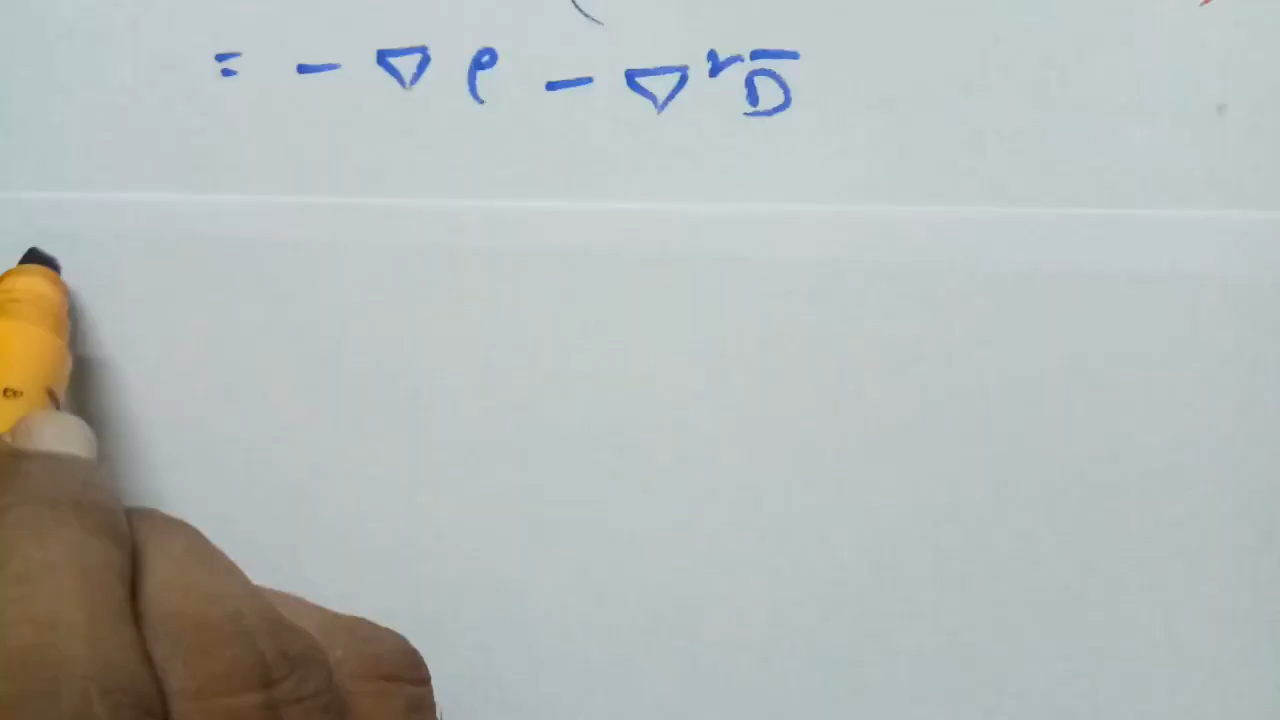 = - ∇ ρ - ∇²D̅